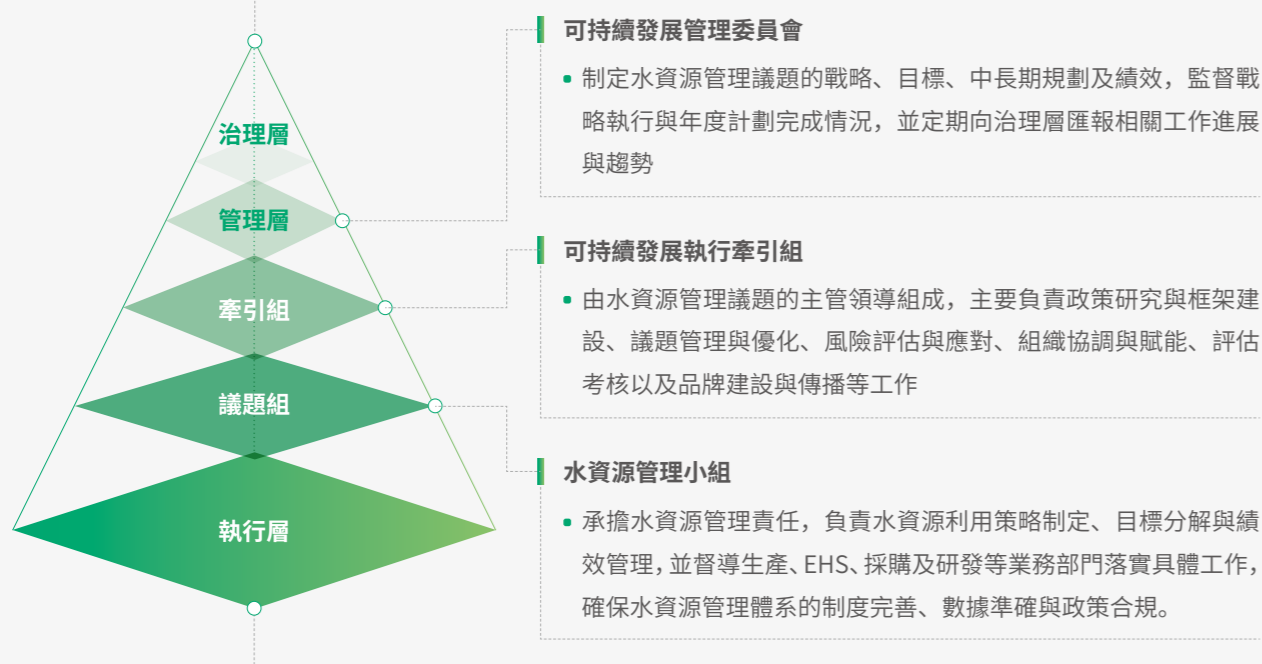 治理層
管理層
牽引組
議題組
執行層
可持續發展管理委員會
制定水資源管理議題的戰略、目標、中長期規劃及績效，監督戰
略執行與年度計劃完成情況，並定期向治理層匯報相關工作進展
與趨勢
可持續發展執行牽引組
由水資源管理議題的主管領導組成，主要負責政策研究與框架建
設、議題管理與優化、風險評估與應對、組織協調與賦能、評估
考核以及品牌建設與傳播等工作
水資源管理小組
承擔水資源管理責任，負責水資源利用策略制定、目標分解與績
效管理，並督導生產、EHS、採購及研發等業務部門落實具體工作，
確保水資源管理體系的制度完善、數據準確與政策合規。